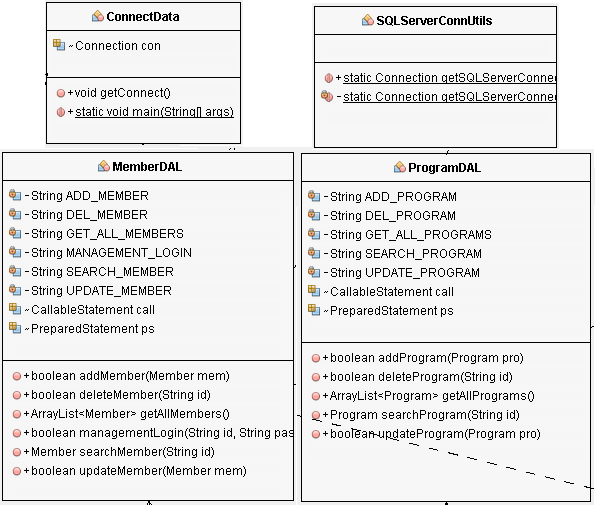 ConnectData
~Connection con
+void getConnect()
+static void main(String[] args)
SQLServerConnUtils
+static Connection getSQLServerConne
-static Connection getSQLServerConne
MemberDAL
-String ADD_MEMBER
-String DEL_MEMBER
-String GET_ALL_MEMBERS
-String MANAGEMENT_LOGIN
-String SEARCH_MEMBER
-String UPDATE_MEMBER
~CallableStatement call
~PreparedStatement ps
+boolean addMember(Member mem)
+boolean deleteMember(String id)
+ArrayList<Member> getAllMembers()
+boolean managementLogin(String id, String pas
+Member searchMember(String id)
+boolean updateMember(Member mem)
ProgramDAL
-String ADD_PROGRAM
-String DEL_PROGRAM
-String GET_ALL_PROGRAMS
-String SEARCH_PROGRAM
-String UPDATE_PROGRAM
~CallableStatement call
~PreparedStatement ps
+boolean addProgram(Program pro)
+boolean deleteProgram(String id)
+ArrayList<Program> getAllPrograms()
+Program searchProgram(String id)
+boolean updateProgram(Program pro)